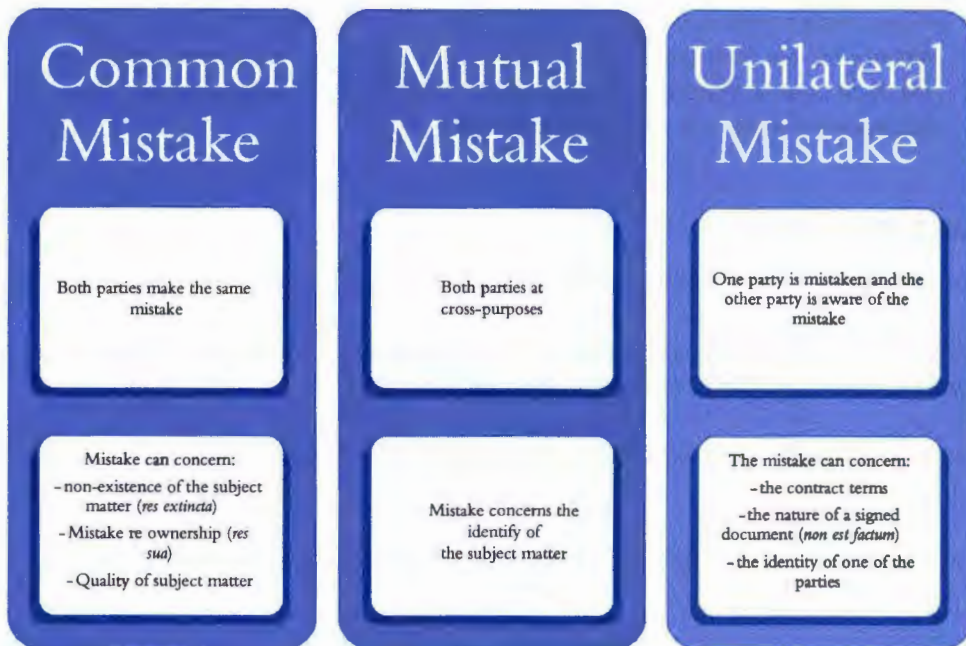 Common
Mistake
Both parties make the same
mistake
Mistake can concern:
-non-existence of the subject
matter (res extincta)
-Mistake re ownership (res
sua)
-Quality of subject matter
Mutual
Mistake
Both parties at
cross-purposes
Mistake concerns the
identify of
the subject matter
Unilateral
Mistake
One party is mistaken and the
other party is aware of the
mistake
The mistake can concern:
-the contract terms
-the nature of a signed
document (non est factum)
-the identity of one of the
parties